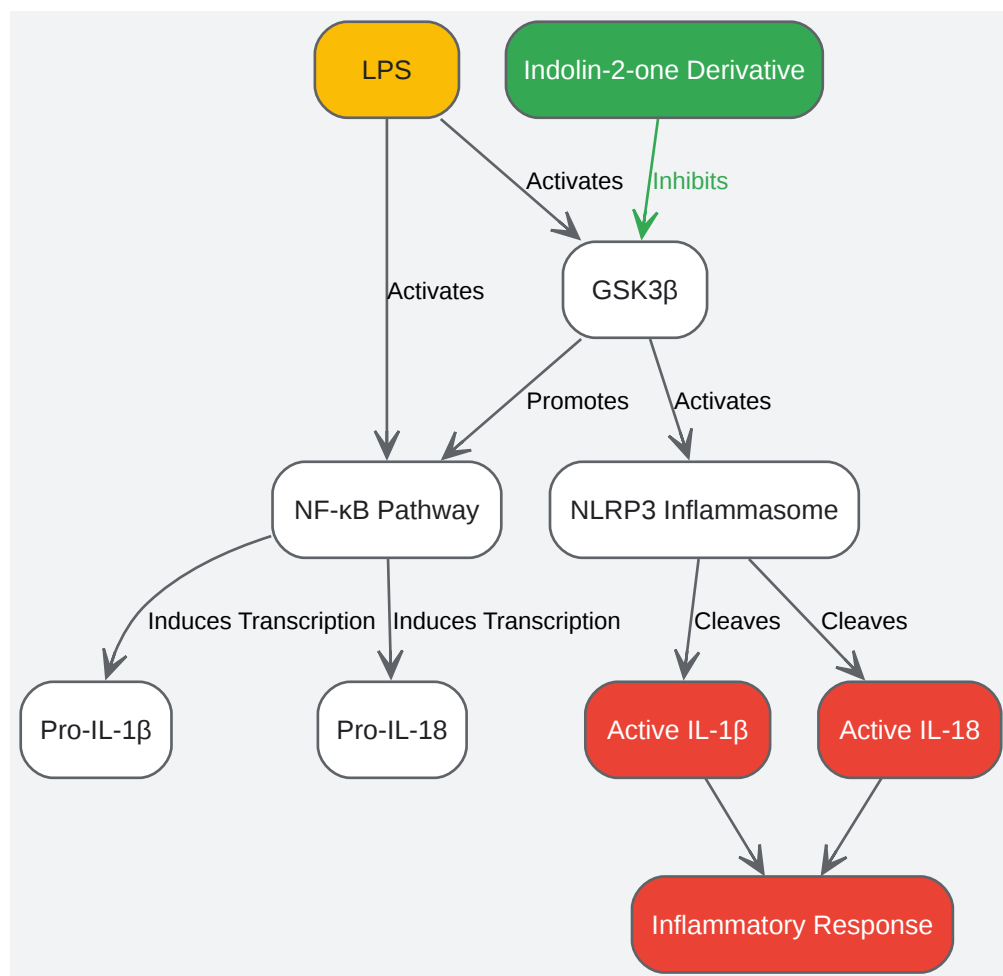 LPS
Indolin-2-one Derivative
Activates
Inhibits
GSK3β
Activates
Promotes
Activates
NF-κB Pathway
NLRP3 Inflammasome
Induces Transcription
Induces Transcription
Cleaves
Cleaves
Pro-IL-1β
Pro-IL-18
Active IL-1β
Active IL-18
Inflammatory Response